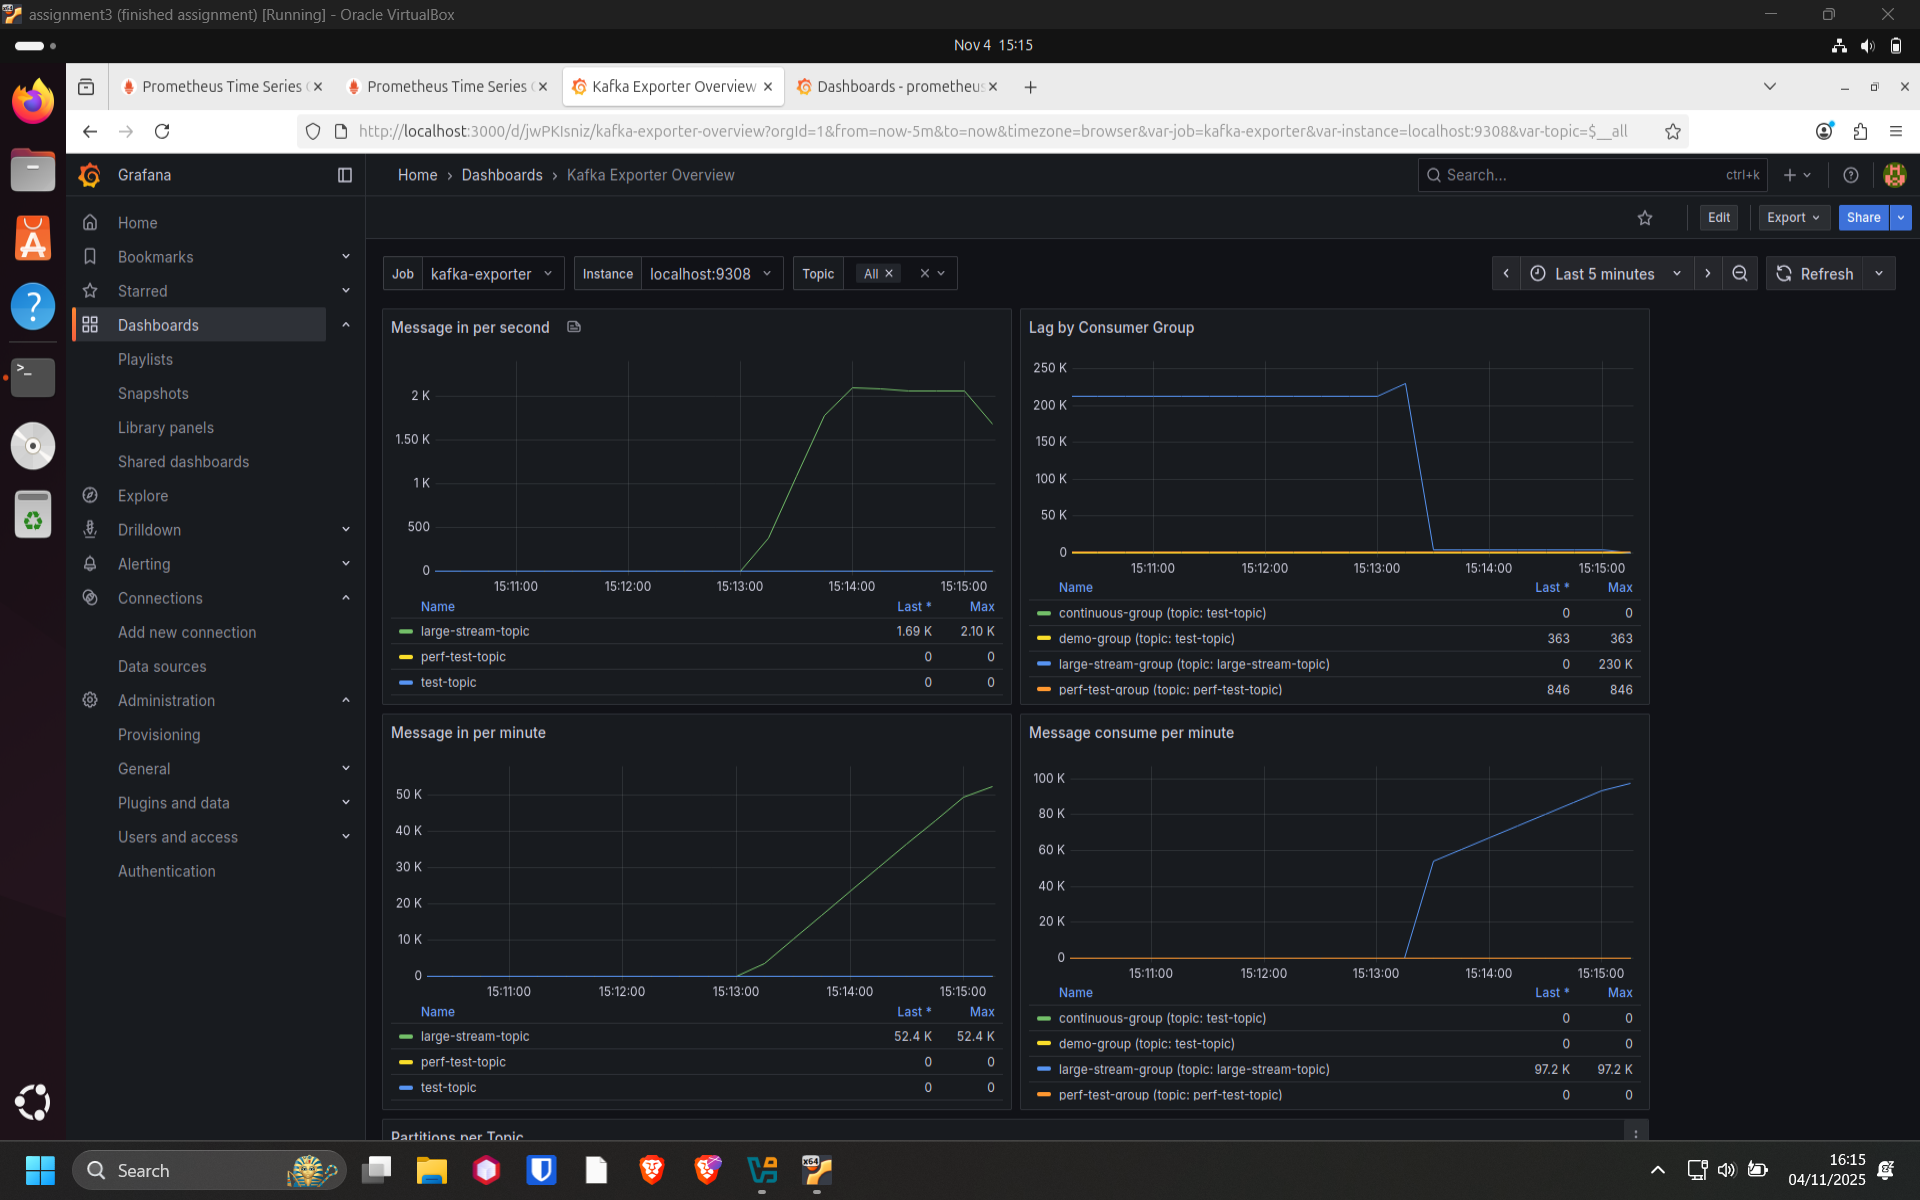 assignment3 (finished assignment) [Running] - Oracle VirtualBox
Nov 4 15:15
Prometheus Time Series
Prometheus Time Series
Kafka Exporter Overview
Dashboards - prometheus
http://localhost:3000/d/jwPKIsniz/kafka-exporter-overview?orgId=1&from=now-5m&to=now&timezone=browser&var-job=kafka-exporter&var-instance=localhost:9308&var-topic=$__all
Grafana
Home › Dashboards › Kafka Exporter Overview
Search... ctrl+k
Edit Export Share
Home
Bookmarks
Starred
Dashboards
Playlists
Snapshots
Library panels
Shared dashboards
Explore
Drilldown
Alerting
Connections
Add new connection
Data sources
Administration
Provisioning
General
Plugins and data
Users and access
Authentication
Job kafka-exporter Instance localhost:9308 Topic All
Last 5 minutes Refresh
Message in per second
2 K
1.50 K
1 K
500
0
15:11:00 15:12:00 15:13:00 15:14:00 15:15:00
Name Last * Max
large-stream-topic 1.69 K 2.10 K
perf-test-topic 0 0
test-topic 0 0
Lag by Consumer Group
250 K
200 K
150 K
100 K
50 K
0
15:11:00 15:12:00 15:13:00 15:14:00 15:15:00
Name Last * Max
continuous-group (topic: test-topic) 0 0
demo-group (topic: test-topic) 363 363
large-stream-group (topic: large-stream-topic) 0 230 K
perf-test-group (topic: perf-test-topic) 846 846
Message in per minute
50 K
40 K
30 K
20 K
10 K
0
15:11:00 15:12:00 15:13:00 15:14:00 15:15:00
Name Last * Max
large-stream-topic 52.4 K 52.4 K
perf-test-topic 0 0
test-topic 0 0
Message consume per minute
100 K
80 K
60 K
40 K
20 K
0
15:11:00 15:12:00 15:13:00 15:14:00 15:15:00
Name Last * Max
continuous-group (topic: test-topic) 0 0
demo-group (topic: test-topic) 0 0
large-stream-group (topic: large-stream-topic) 97.2 K 97.2 K
perf-test-group (topic: perf-test-topic) 0 0
Partitions per Topic
Search
x64
16:15
04/11/2025